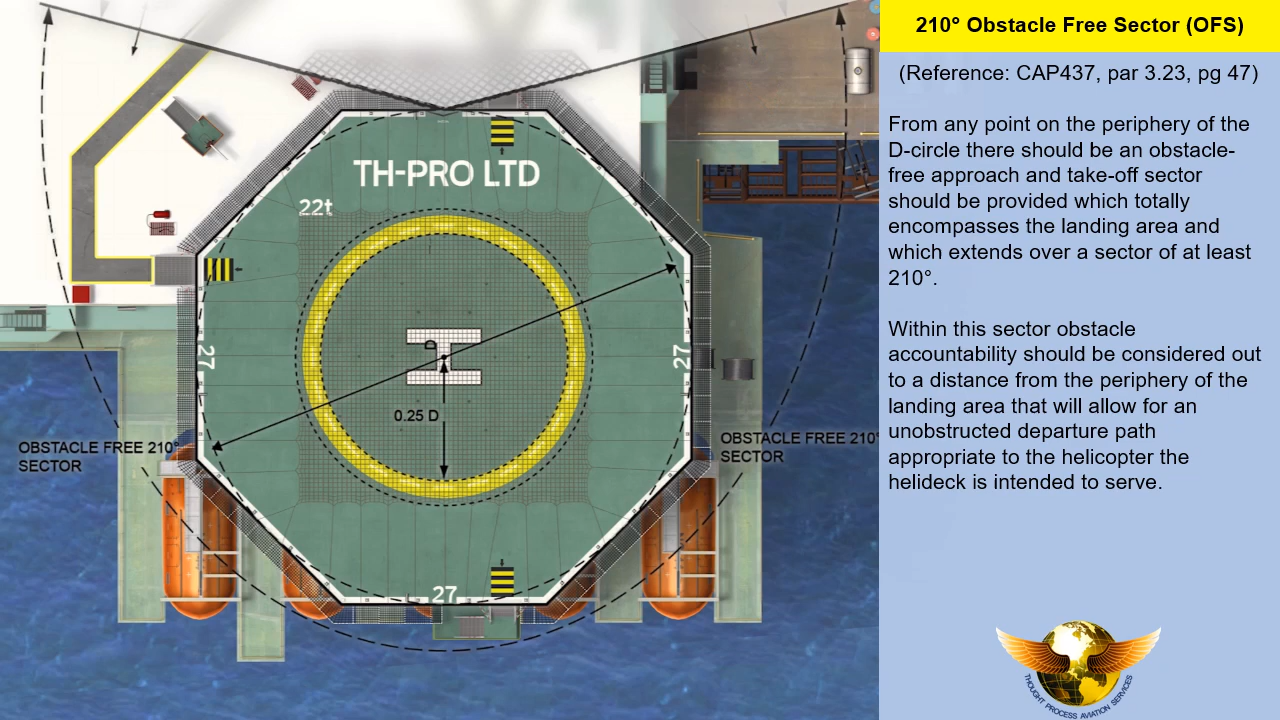 210° Obstacle Free Sector (OFS)
(Reference: CAP437, par 3.23, pg 47)
From any point on the periphery of the
D-circle there should be an obstacle-
free approach and take-off sector
should be provided which totally
encompasses the landing area and
which extends over a sector of at least
210°.
Within this sector obstacle
accountability should be considered out
to a distance from the periphery of the
landing area that will allow for an
unobstructed departure path
appropriate to the helicopter the
helideck is intended to serve.
TH-PRO LTD
22t
H
D
0.25 D
27
27
27
OBSTACLE FREE 210°
SECTOR
OBSTACLE FREE 210°
SECTOR
THOUGHT PROCESS AVIATION SERVICES